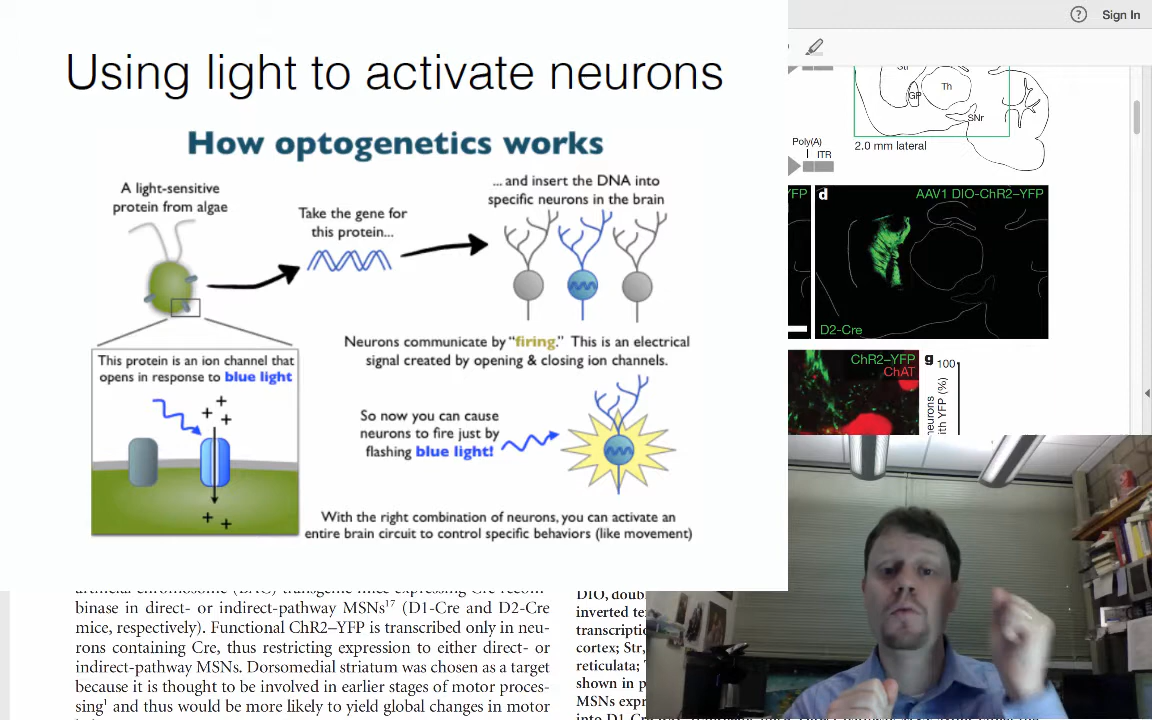 Sign In
Using light to activate neurons
How optogenetics works
A light-sensitive
protein from algae
Take the gene for
this protein...
...and insert the DNA into
specific neurons in the brain
This protein is an ion channel that
opens in response to blue light
Neurons communicate by "firing." This is an electrical
signal created by opening & closing ion channels.
So now you can cause
neurons to fire just by
flashing blue light!
With the right combination of neurons, you can activate an
entire brain circuit to control specific behaviors (like movement)
Str
GP
Th
SNr
2.0 mm lateral
Poly(A)
ITR
YFP
d
AAV1 DIO-ChR2–YFP
D2-Cre
ChR2–YFP
ChAT
g
100
neurons
ith YFP (%)
binase in direct- or indirect-pathway MSNs17 (D1-Cre and D2-Cre
mice, respectively). Functional ChR2–YFP is transcribed only in neu-
rons containing Cre, thus restricting expression to either direct- or
indirect-pathway MSNs. Dorsomedial striatum was chosen as a target
because it is thought to be involved in earlier stages of motor proces-
sing1 and thus would be more likely to yield global changes in motor
DIO, doub
inverted te
transcriptio
cortex; Str,
reticulata; T
shown in p
MSNs expr